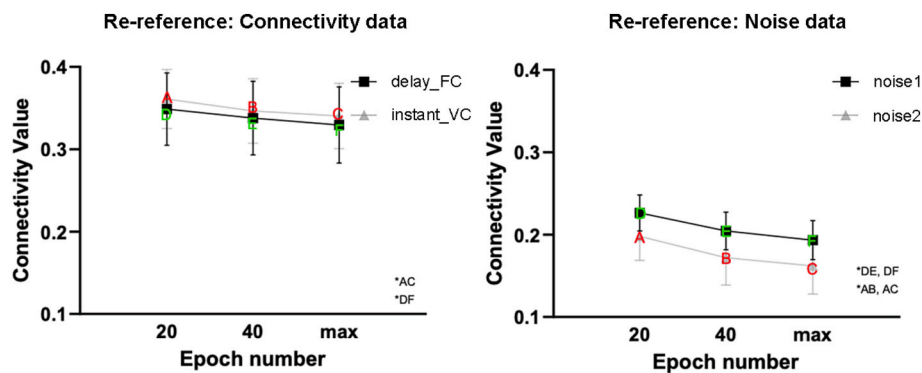 Re-reference: Connectivity data
Connectivity Value
0.4
0.3
0.2
0.1
A
B
C
D
E
F
delay_FC
instant_VC
*AC
*DF
20 40 max
Epoch number
Re-reference: Noise data
Connectivity Value
0.4
0.3
0.2
0.1
A
B
C
noise1
noise2
*DE, DF
*AB, AC
20 40 max
Epoch number